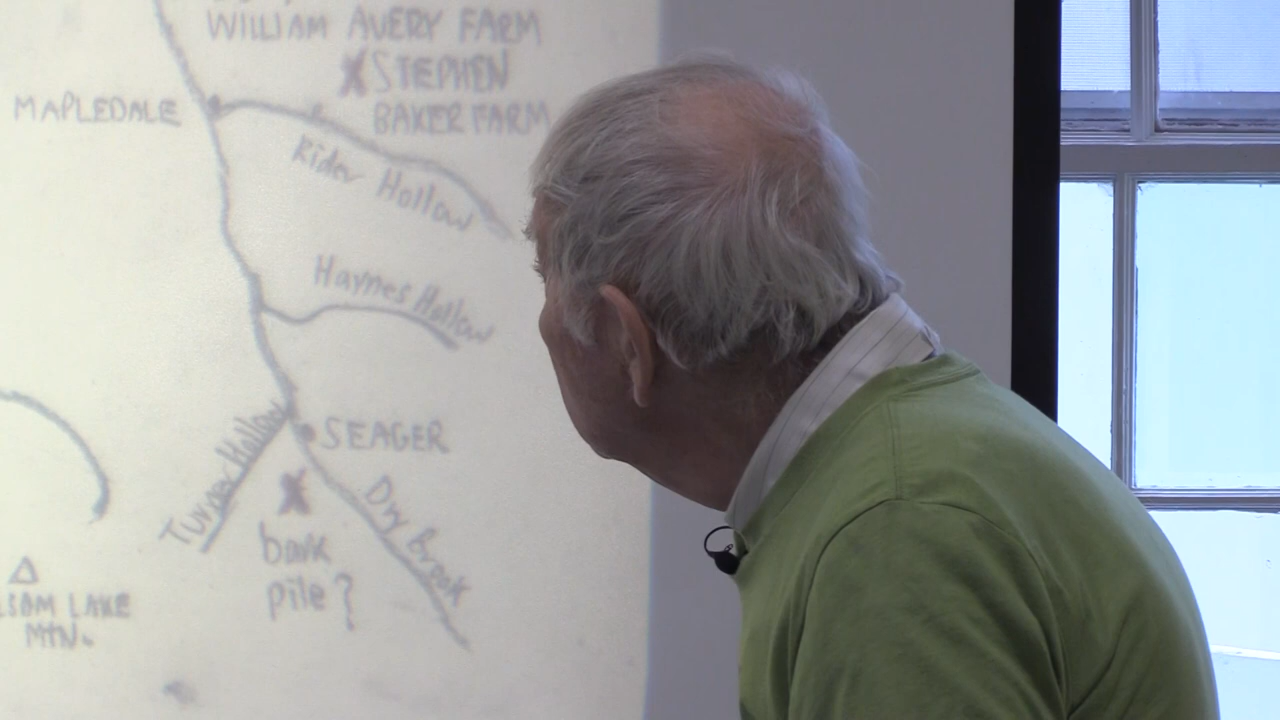 WILLIAM AVERY FARM
X STEPHEN
BAKER FARM
MAPLEDALE
Rider Hollow
Haynes Hollow
SEAGER
Turner Hollow
X
bark
pile?
Dry Brook
LSAM LAKE
MTN.